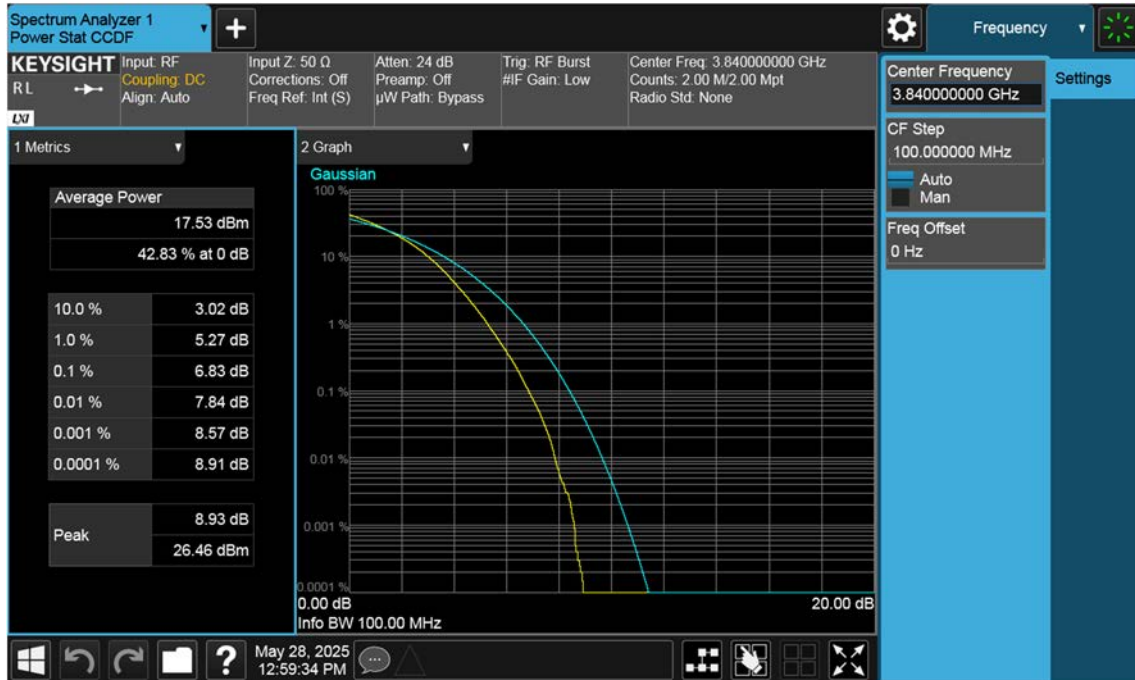 Spectrum Analyzer 1
Power Stat CCDF
Frequency
KEYSIGHT
R L
LXI
Input: RF
Coupling: DC
Align: Auto
Input Z: 50 Ω
Corrections: Off
Freq Ref: Int (S)
Atten: 24 dB
Preamp: Off
µW Path: Bypass
Trig: RF Burst
#IF Gain: Low
Center Freq: 3.840000000 GHz
Counts: 2.00 M/2.00 Mpt
Radio Std: None
Center Frequency
3.840000000 GHz
Settings
CF Step
100.000000 MHz
Auto
Man
Freq Offset
0 Hz
1 Metrics
Average Power
17.53 dBm
42.83 % at 0 dB
10.0 % 3.02 dB
1.0 % 5.27 dB
0.1 % 6.83 dB
0.01 % 7.84 dB
0.001 % 8.57 dB
0.0001 % 8.91 dB
Peak
8.93 dB
26.46 dBm
2 Graph
Gaussian
100 %
10 %
1 %
0.1 %
0.01 %
0.001 %
0.0001 %
0.00 dB 20.00 dB
Info BW 100.00 MHz
?
May 28, 2025
12:59:34 PM